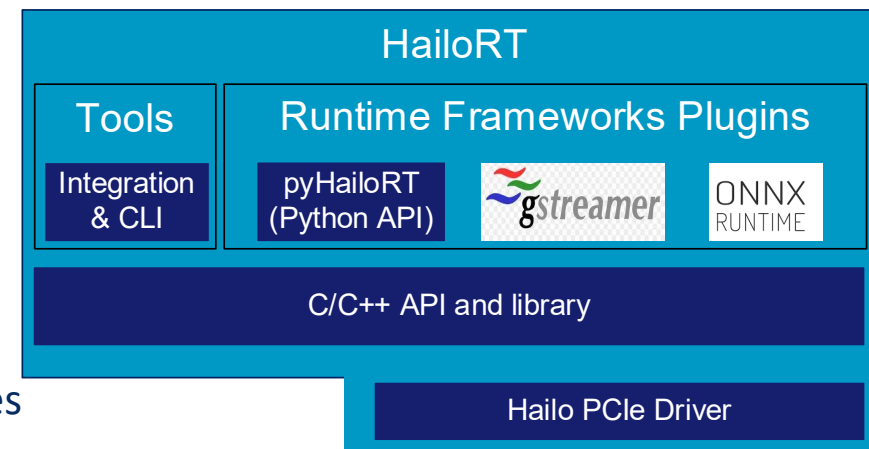 HailoRT
Tools
Runtime Frameworks Plugins
Integration
& CLI
pyHailoRT
(Python API)
gstreamer
ONNX
RUNTIME
C/C++ API and library
es
Hailo PCIe Driver